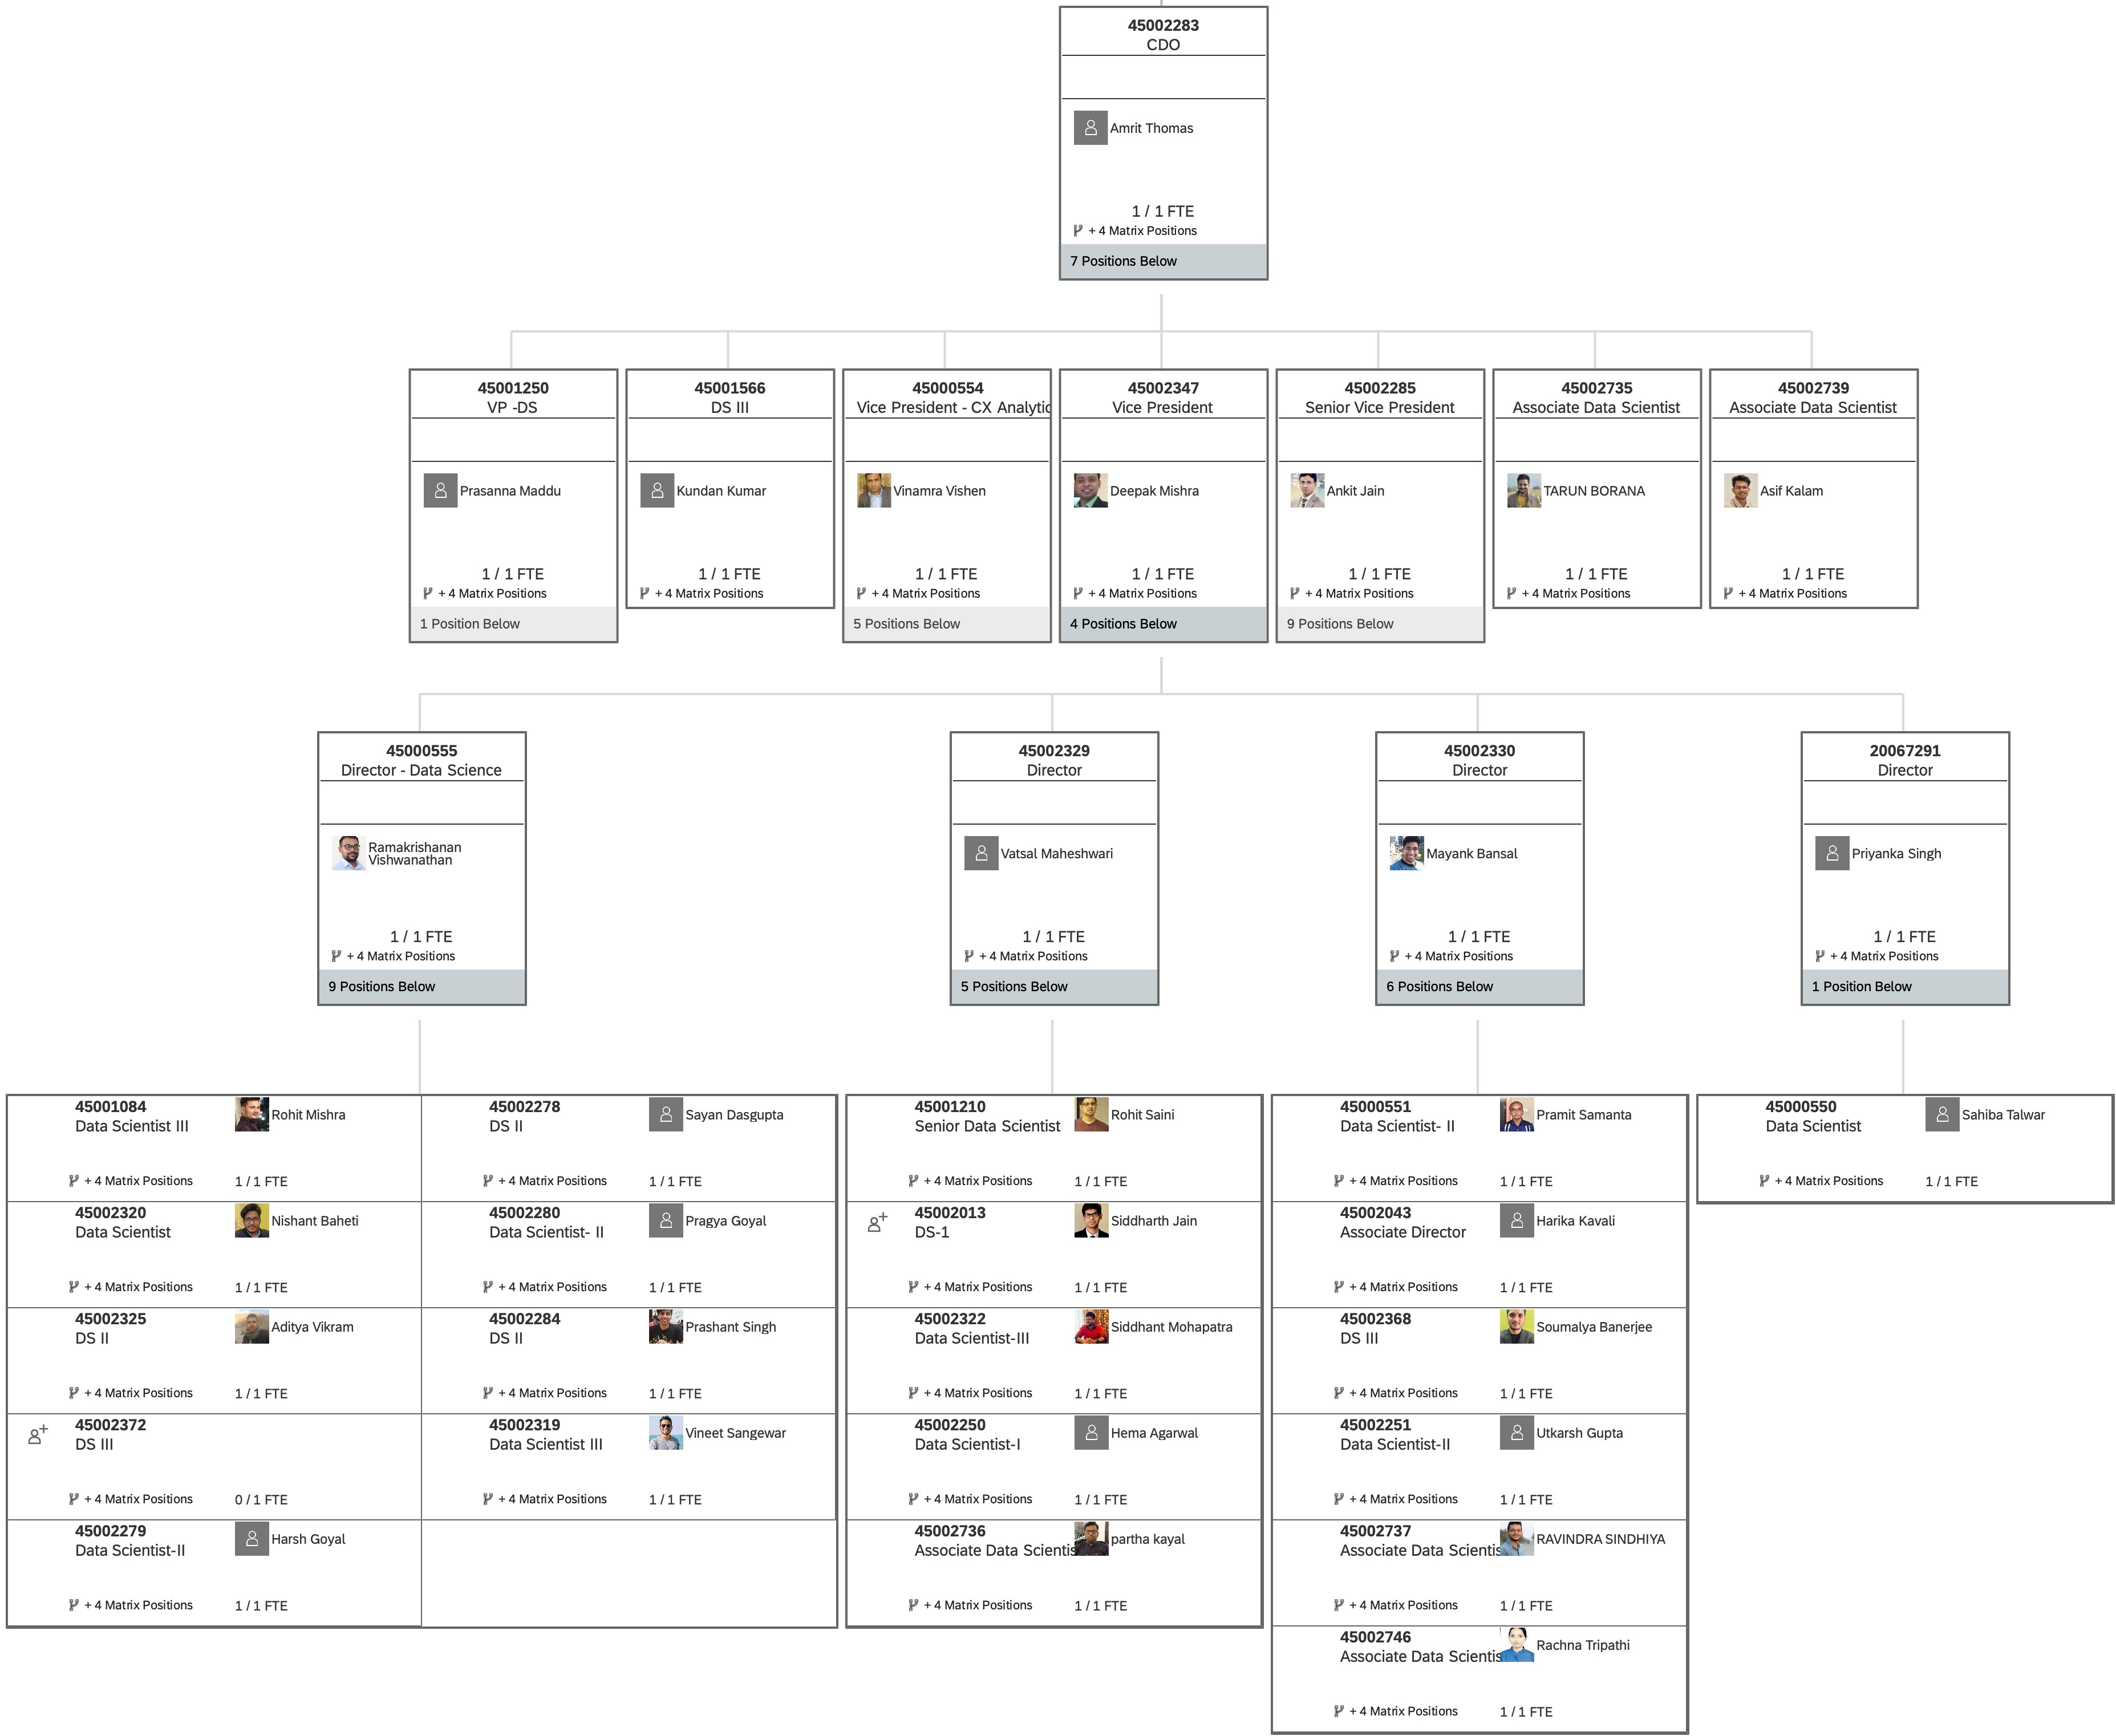 45002283
CDO
Amrit Thomas
1 / 1 FTE
+ 4 Matrix Positions
7 Positions Below
45001250
VP -DS
Prasanna Maddu
1 / 1 FTE
+ 4 Matrix Positions
1 Position Below
45001566
DS III
Kundan Kumar
1 / 1 FTE
+ 4 Matrix Positions
45000554
Vice President - CX Analytic
Vinamra Vishen
1 / 1 FTE
+ 4 Matrix Positions
5 Positions Below
45002347
Vice President
Deepak Mishra
1 / 1 FTE
+ 4 Matrix Positions
4 Positions Below
45002285
Senior Vice President
Ankit Jain
1 / 1 FTE
+ 4 Matrix Positions
9 Positions Below
45002735
Associate Data Scientist
TARUN BORANA
1 / 1 FTE
+ 4 Matrix Positions
45002739
Associate Data Scientist
Asif Kalam
1 / 1 FTE
+ 4 Matrix Positions
45000555
Director - Data Science
Ramakrishanan
Vishwanathan
1 / 1 FTE
+ 4 Matrix Positions
9 Positions Below
45002329
Director
Vatsal Maheshwari
1 / 1 FTE
+ 4 Matrix Positions
5 Positions Below
45002330
Director
Mayank Bansal
1 / 1 FTE
+ 4 Matrix Positions
6 Positions Below
20067291
Director
Priyanka Singh
1 / 1 FTE
+ 4 Matrix Positions
1 Position Below
45001084
Data Scientist III
Rohit Mishra
+ 4 Matrix Positions
1 / 1 FTE
45002320
Data Scientist
Nishant Baheti
+ 4 Matrix Positions
1 / 1 FTE
45002325
DS II
Aditya Vikram
+ 4 Matrix Positions
1 / 1 FTE
45002372
DS III
+ 4 Matrix Positions
0 / 1 FTE
45002279
Data Scientist-II
Harsh Goyal
+ 4 Matrix Positions
1 / 1 FTE
45002278
DS II
Sayan Dasgupta
+ 4 Matrix Positions
1 / 1 FTE
45002280
Data Scientist- II
Pragya Goyal
+ 4 Matrix Positions
1 / 1 FTE
45002284
DS II
Prashant Singh
+ 4 Matrix Positions
1 / 1 FTE
45002319
Data Scientist III
Vineet Sangewar
+ 4 Matrix Positions
1 / 1 FTE
45001210
Senior Data Scientist
Rohit Saini
+ 4 Matrix Positions
1 / 1 FTE
45002013
DS-1
Siddharth Jain
+ 4 Matrix Positions
1 / 1 FTE
45002322
Data Scientist-III
Siddhant Mohapatra
+ 4 Matrix Positions
1 / 1 FTE
45002250
Data Scientist-I
Hema Agarwal
+ 4 Matrix Positions
1 / 1 FTE
45002736
Associate Data Scientis
partha kayal
+ 4 Matrix Positions
1 / 1 FTE
45000551
Data Scientist- II
Pramit Samanta
+ 4 Matrix Positions
1 / 1 FTE
45002043
Associate Director
Harika Kavali
+ 4 Matrix Positions
1 / 1 FTE
45002368
DS III
Soumalya Banerjee
+ 4 Matrix Positions
1 / 1 FTE
45002251
Data Scientist-II
Utkarsh Gupta
+ 4 Matrix Positions
1 / 1 FTE
45002737
Associate Data Scientis
RAVINDRA SINDHIYA
+ 4 Matrix Positions
1 / 1 FTE
45002746
Associate Data Scientis
Rachna Tripathi
+ 4 Matrix Positions
1 / 1 FTE
45000550
Data Scientist
Sahiba Talwar
+ 4 Matrix Positions
1 / 1 FTE